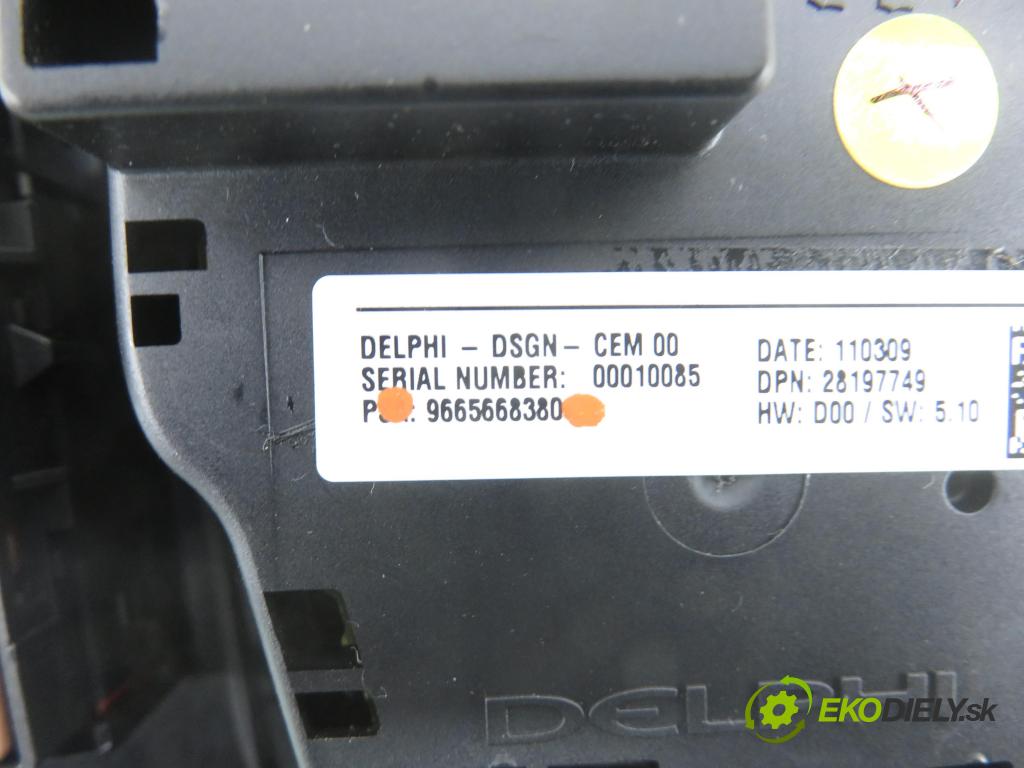 DELPHI - DSGN - CEM 00
SERIAL NUMBER: 00010085
9665668380
DATE: 110309
DPN: 28197749
HW: D00 / SW: 5.10
DELPHI
EKODIELY.sk